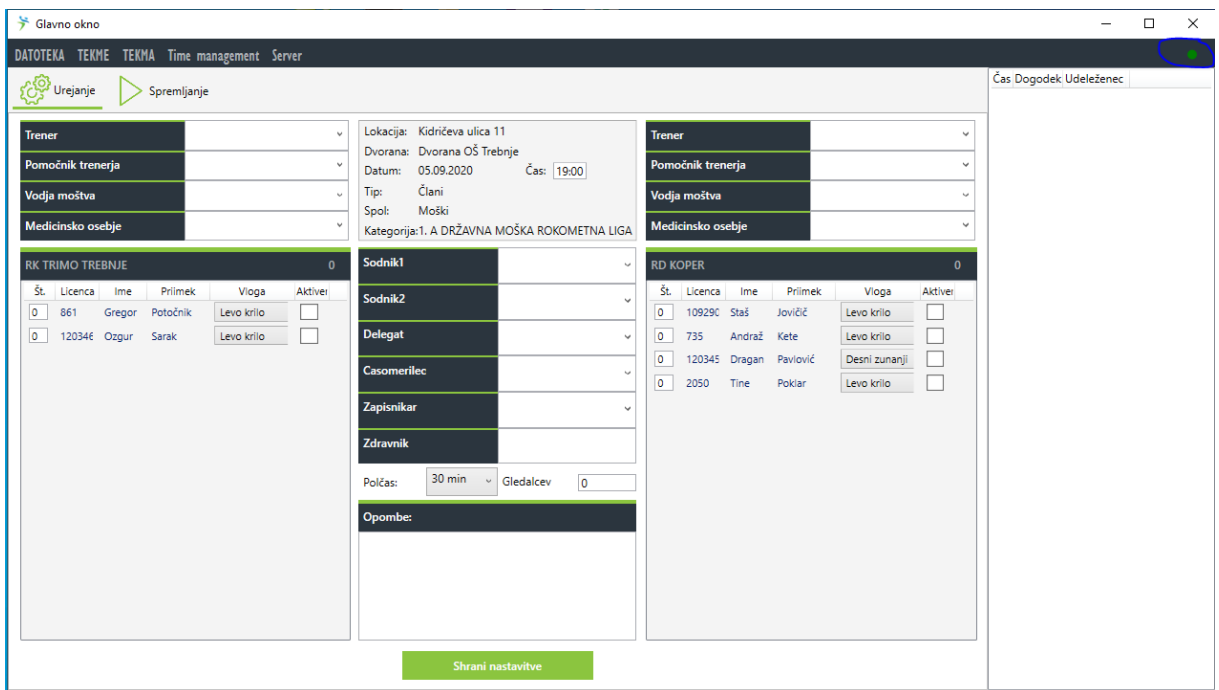 Glavno okno
DATOTEKA TEKME TEKMA Time management Server
Urejanje Spremljanje
Čas Dogodek Udeleženec
Trener
Pomočnik trenerja
Vodja moštva
Medicinsko osebje
Lokacija: Kidričeva ulica 11
Dvorana: Dvorana OŠ Trebnje
Datum: 05.09.2020 Čas: 19:00
Tip: Člani
Spol: Moški
Kategorija:1. A DRŽAVNA MOŠKA ROKOMETNA LIGA
Trener
Pomočnik trenerja
Vodja moštva
Medicinsko osebje
RK TRIMO TREBNJE 0
Št. Licenca Ime Priimek Vloga Aktiven
0 861 Gregor Potočnik Levo krilo
0 120346 Ozgur Sarak Levo krilo
Sodnik1
Sodnik2
Delegat
Casomerilec
Zapisnikar
Zdravnik
Polčas: 30 min Gledalcev 0
Opombe:
RD KOPER 0
Št. Licenca Ime Priimek Vloga Aktiven
0 109290 Staš Jovičič Levo krilo
0 735 Andraž Kete Levo krilo
0 120345 Dragan Pavlović Desni zunanji
0 2050 Tine Poklar Levo krilo
Shrani nastavitve